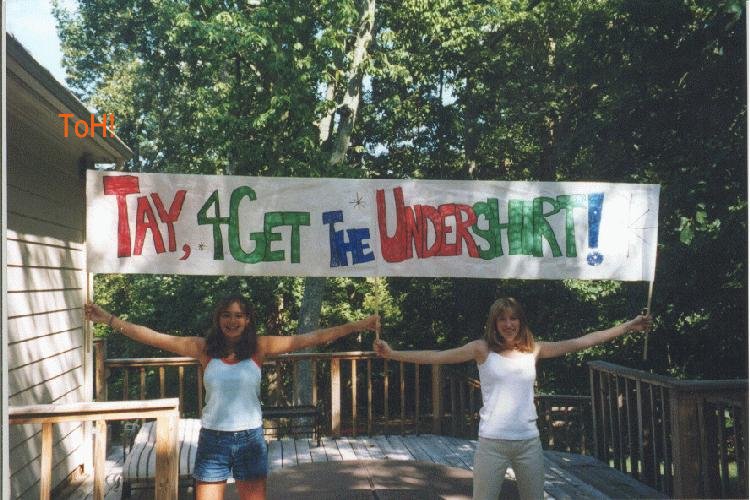 ToH!
TAY, 4GET THE UNDERSHIRT!